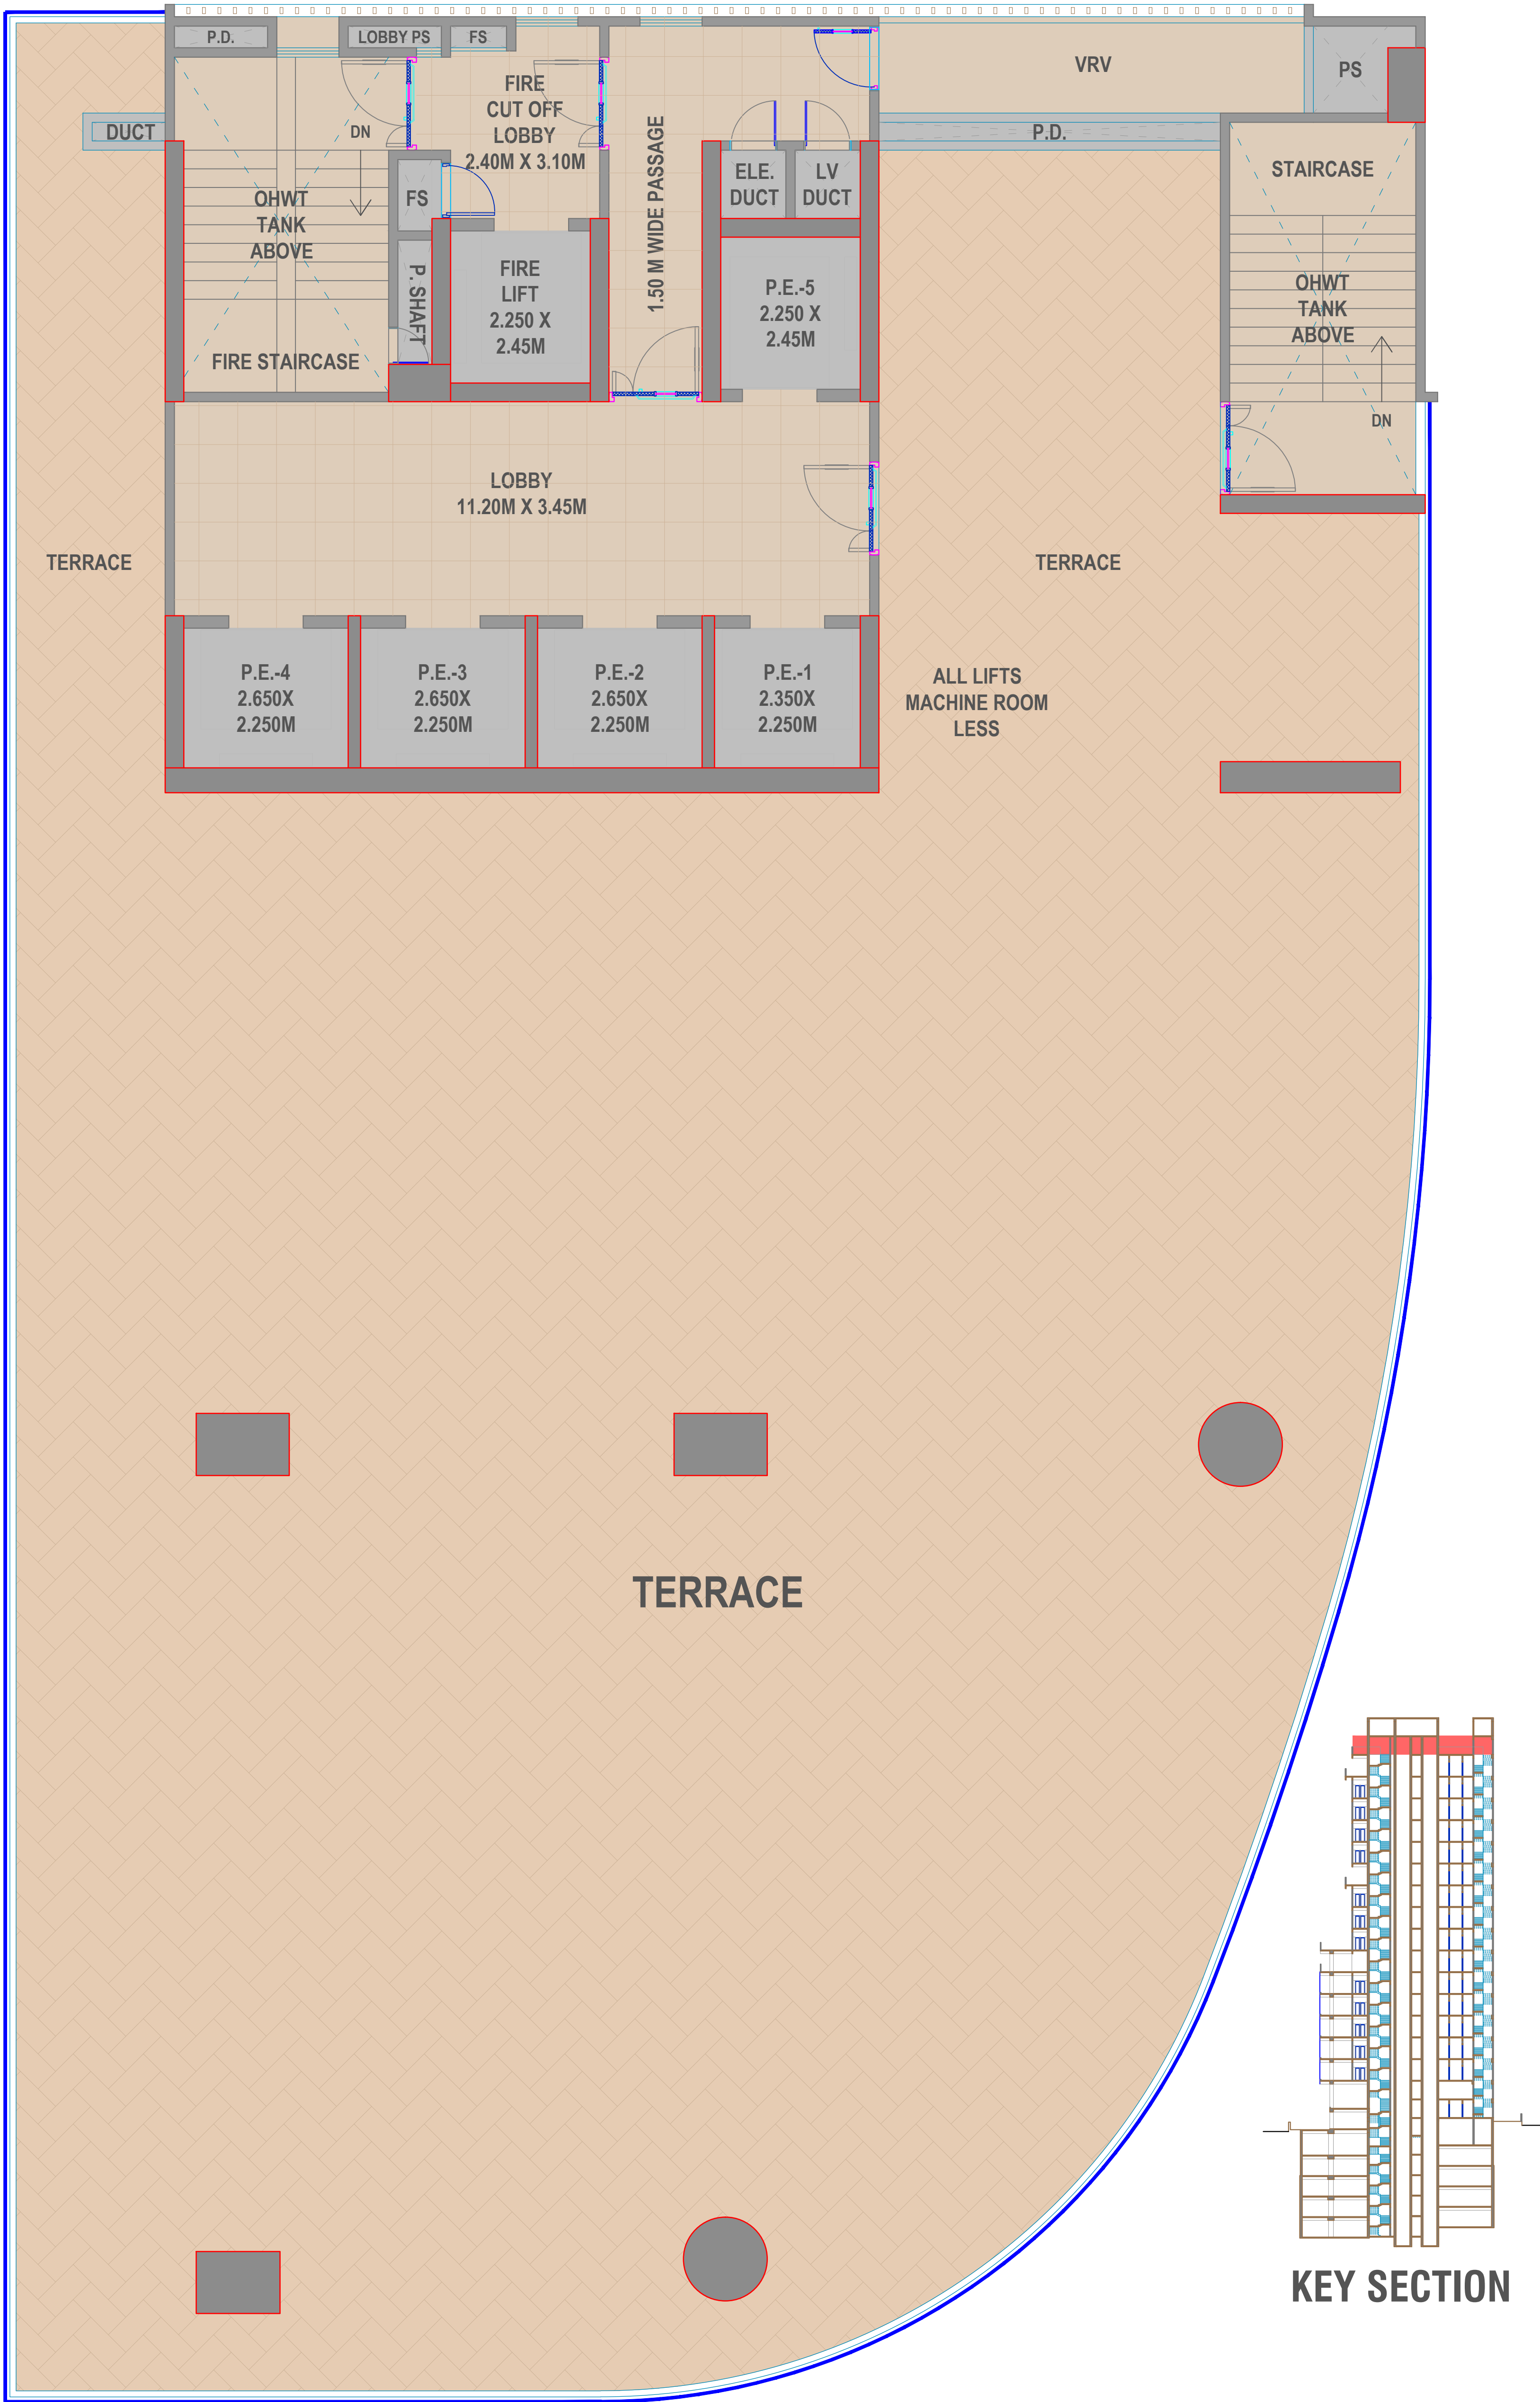 P.D.
LOBBY PS
FS
VRV
PS
DUCT
DN
FIRE
CUT OFF
LOBBY
2.40M X 3.10M
1.50 M WIDE PASSAGE
P.D.
ELE.
DUCT
LV
DUCT
STAIRCASE
OHWT
TANK
ABOVE
FS
P. SHAFT
FIRE
LIFT
2.250 X
2.45M
P.E.-5
2.250 X
2.45M
OHWT
TANK
ABOVE
FIRE STAIRCASE
DN
LOBBY
11.20M X 3.45M
TERRACE
TERRACE
P.E.-4
2.650X
2.250M
P.E.-3
2.650X
2.250M
P.E.-2
2.650X
2.250M
P.E.-1
2.350X
2.250M
ALL LIFTS
MACHINE ROOM
LESS
TERRACE
KEY SECTION